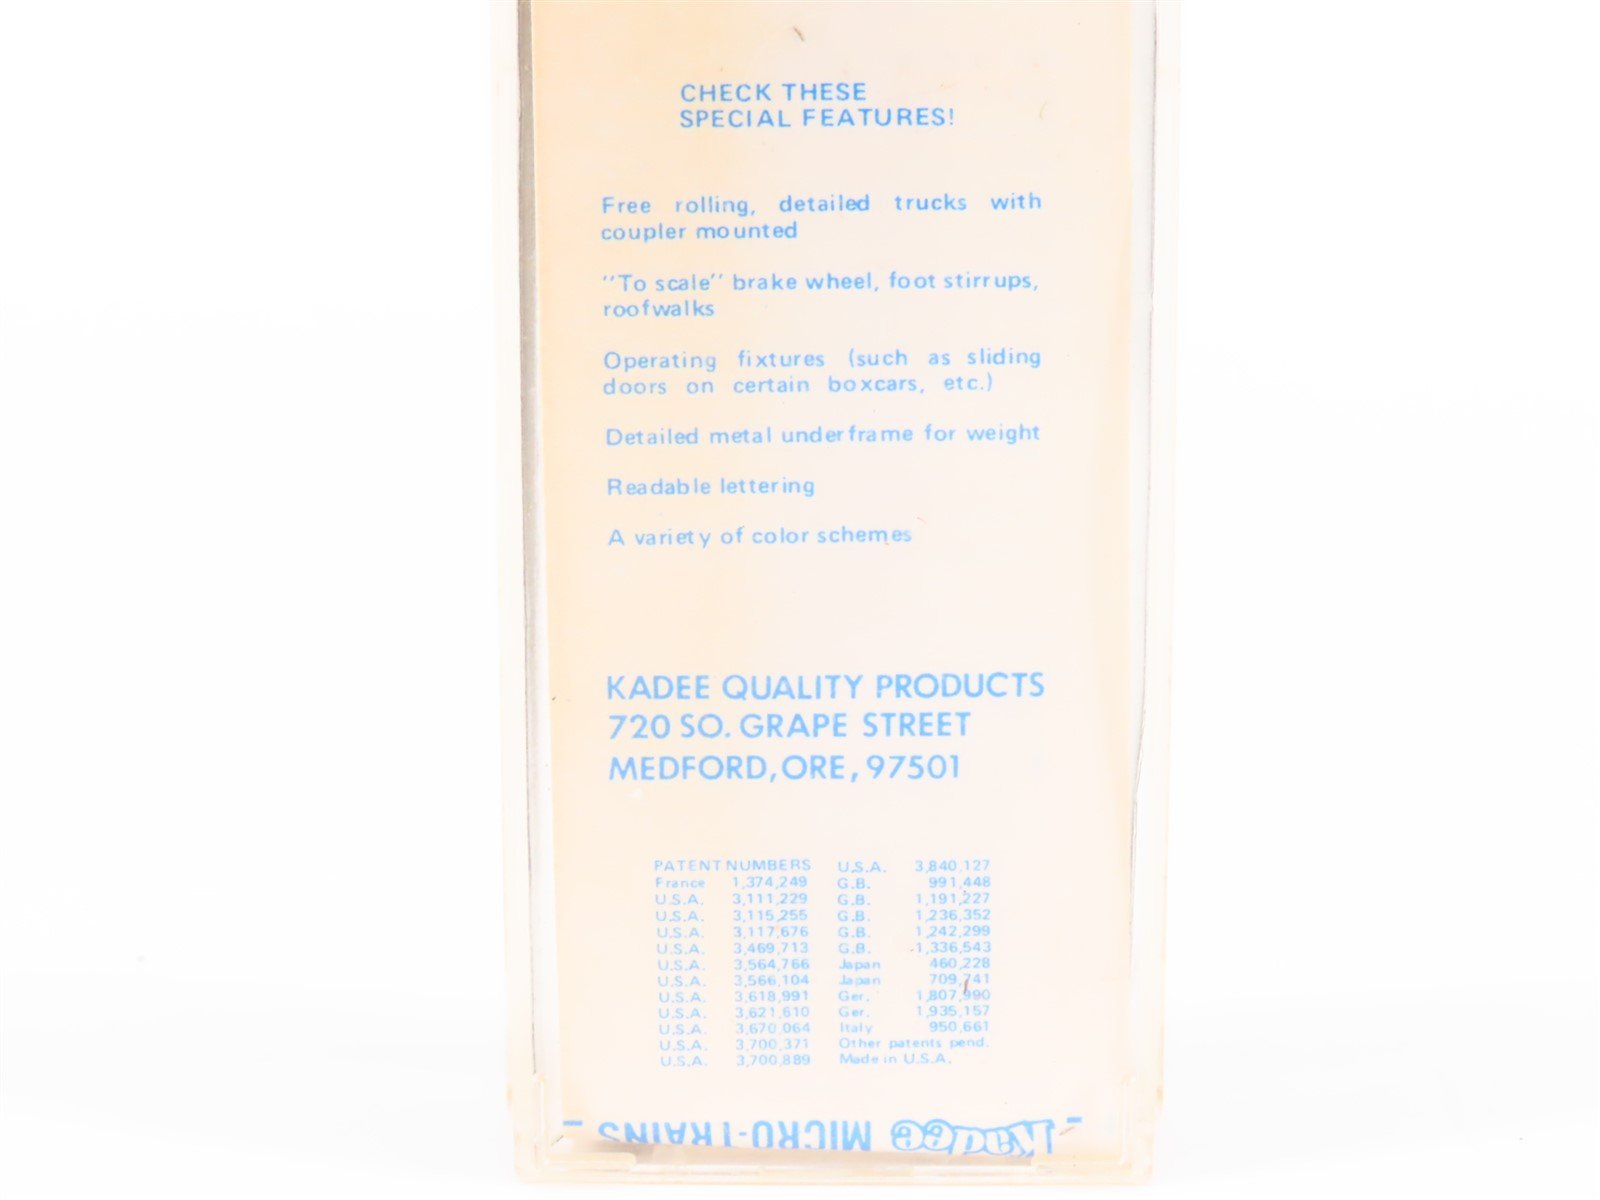 CHECK THESE
SPECIAL FEATURES!
Free rolling, detailed trucks with
coupler mounted
"To scale" brake wheel, foot stirrups,
roofwalks
Operating fixtures (such as sliding
doors on certain boxcars, etc.)
Detailed metal underframe for weight
Readable lettering
A variety of color schemes
KADEE QUALITY PRODUCTS
720 SO. GRAPE STREET
MEDFORD, ORE, 97501
PATENT NUMBERS U.S.A. 3,840,127
France 1,374,249 G.B. 991,448
U.S.A. 3,111,229 G.B. 1,191,227
U.S.A. 3,115,255 G.B. 1,236,352
U.S.A. 3,117,676 G.B. 1,242,299
U.S.A. 3,469,713 G.B. 1,336,543
U.S.A. 3,564,766 Japan 460,228
U.S.A. 3,566,104 Japan 709,741
U.S.A. 3,618,991 Ger. 1,807,990
U.S.A. 3,621,610 Ger. 1,935,157
U.S.A. 3,670,064 Italy 950,661
U.S.A. 3,700,371 Other patents pend.
U.S.A. 3,700,889 Made in U.S.A.
- Kadee MICRO-TRAINS -